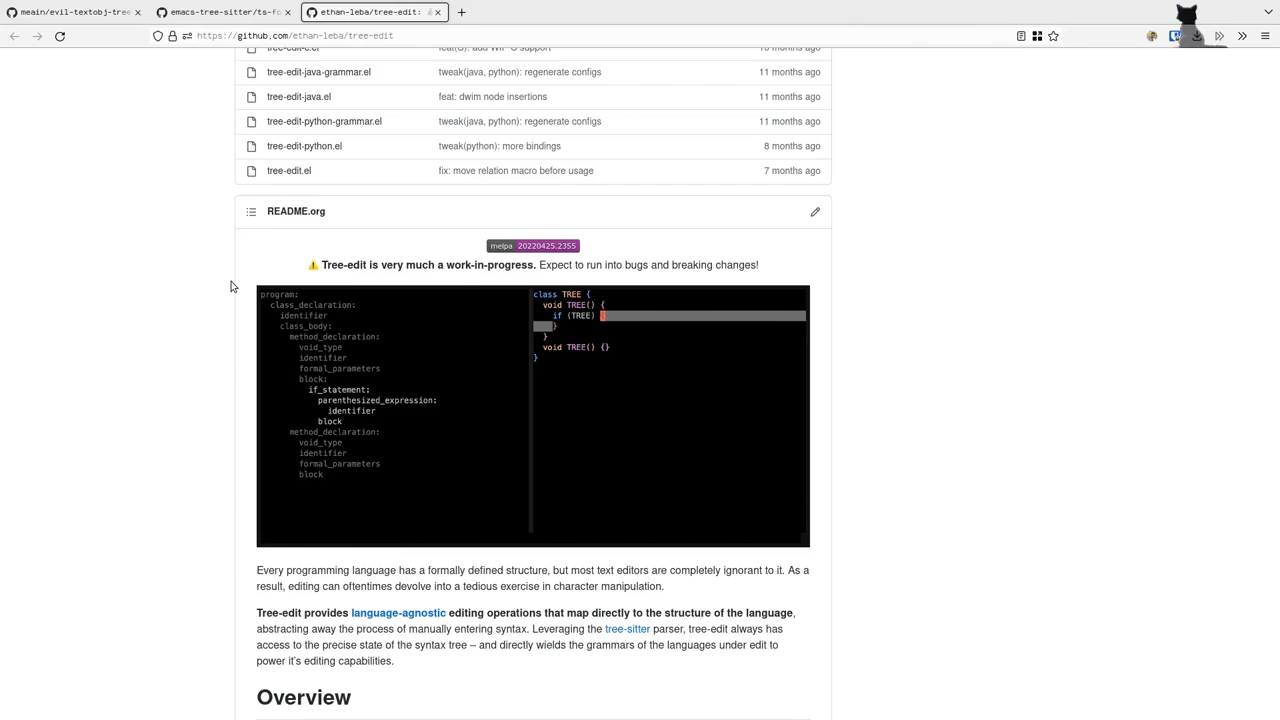 meain/evil-textobj-tree
emacs-tree-sitter/ts-fo
ethan-leba/tree-edit:
https://github.com/ethan-leba/tree-edit
tree-edit-java-grammar.el tweak(java, python): regenerate configs 11 months ago
tree-edit-java.el feat: dwim node insertions 11 months ago
tree-edit-python-grammar.el tweak(java, python): regenerate configs 11 months ago
tree-edit-python.el tweak(python): more bindings 8 months ago
tree-edit.el fix: move relation macro before usage 7 months ago
README.org
melpa 20220425.2355
⚠️ Tree-edit is very much a work-in-progress. Expect to run into bugs and breaking changes!
program:
class_declaration:
identifier
class_body:
method_declaration:
void_type
identifier
formal_parameters
block:
if_statement:
parenthesized_expression:
identifier
block
method_declaration:
void_type
identifier
formal_parameters
block
class TREE {
void TREE() {
if (TREE) {
}
}
void TREE() {}
}
Every programming language has a formally defined structure, but most text editors are completely ignorant to it. As a
result, editing can oftentimes devolve into a tedious exercise in character manipulation.
Tree-edit provides language-agnostic editing operations that map directly to the structure of the language,
abstracting away the process of manually entering syntax. Leveraging the tree-sitter parser, tree-edit always has
access to the precise state of the syntax tree – and directly wields the grammars of the languages under edit to
power it's editing capabilities.
Overview